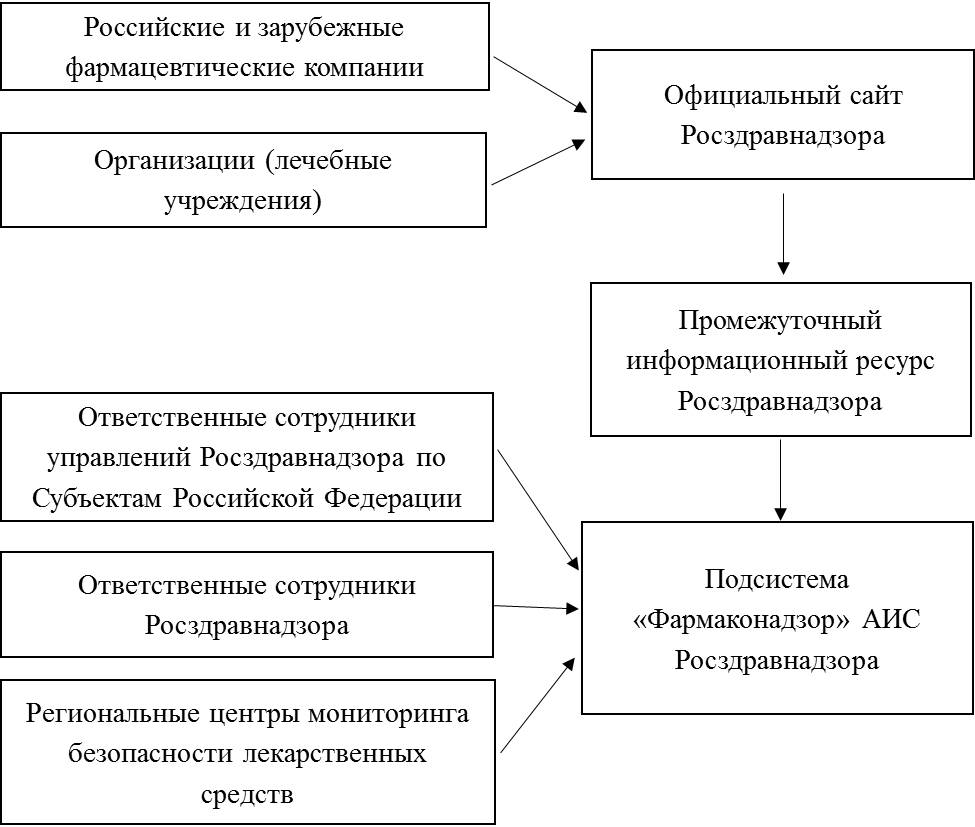 Российские и зарубежные
фармацевтические компании
Официальный сайт
Росздравнадзора
Организации (лечебные
учреждения)
Промежуточный
информационный ресурс
Росздравнадзора
Ответственные сотрудники
управлений Росздравнадзора по
Субъектам Российской Федерации
Ответственные сотрудники
Росздравнадзора
Подсистема
«Фармаконадзор» АИС
Росздравнадзора
Региональные центры мониторинга
безопасности лекарственных
средств